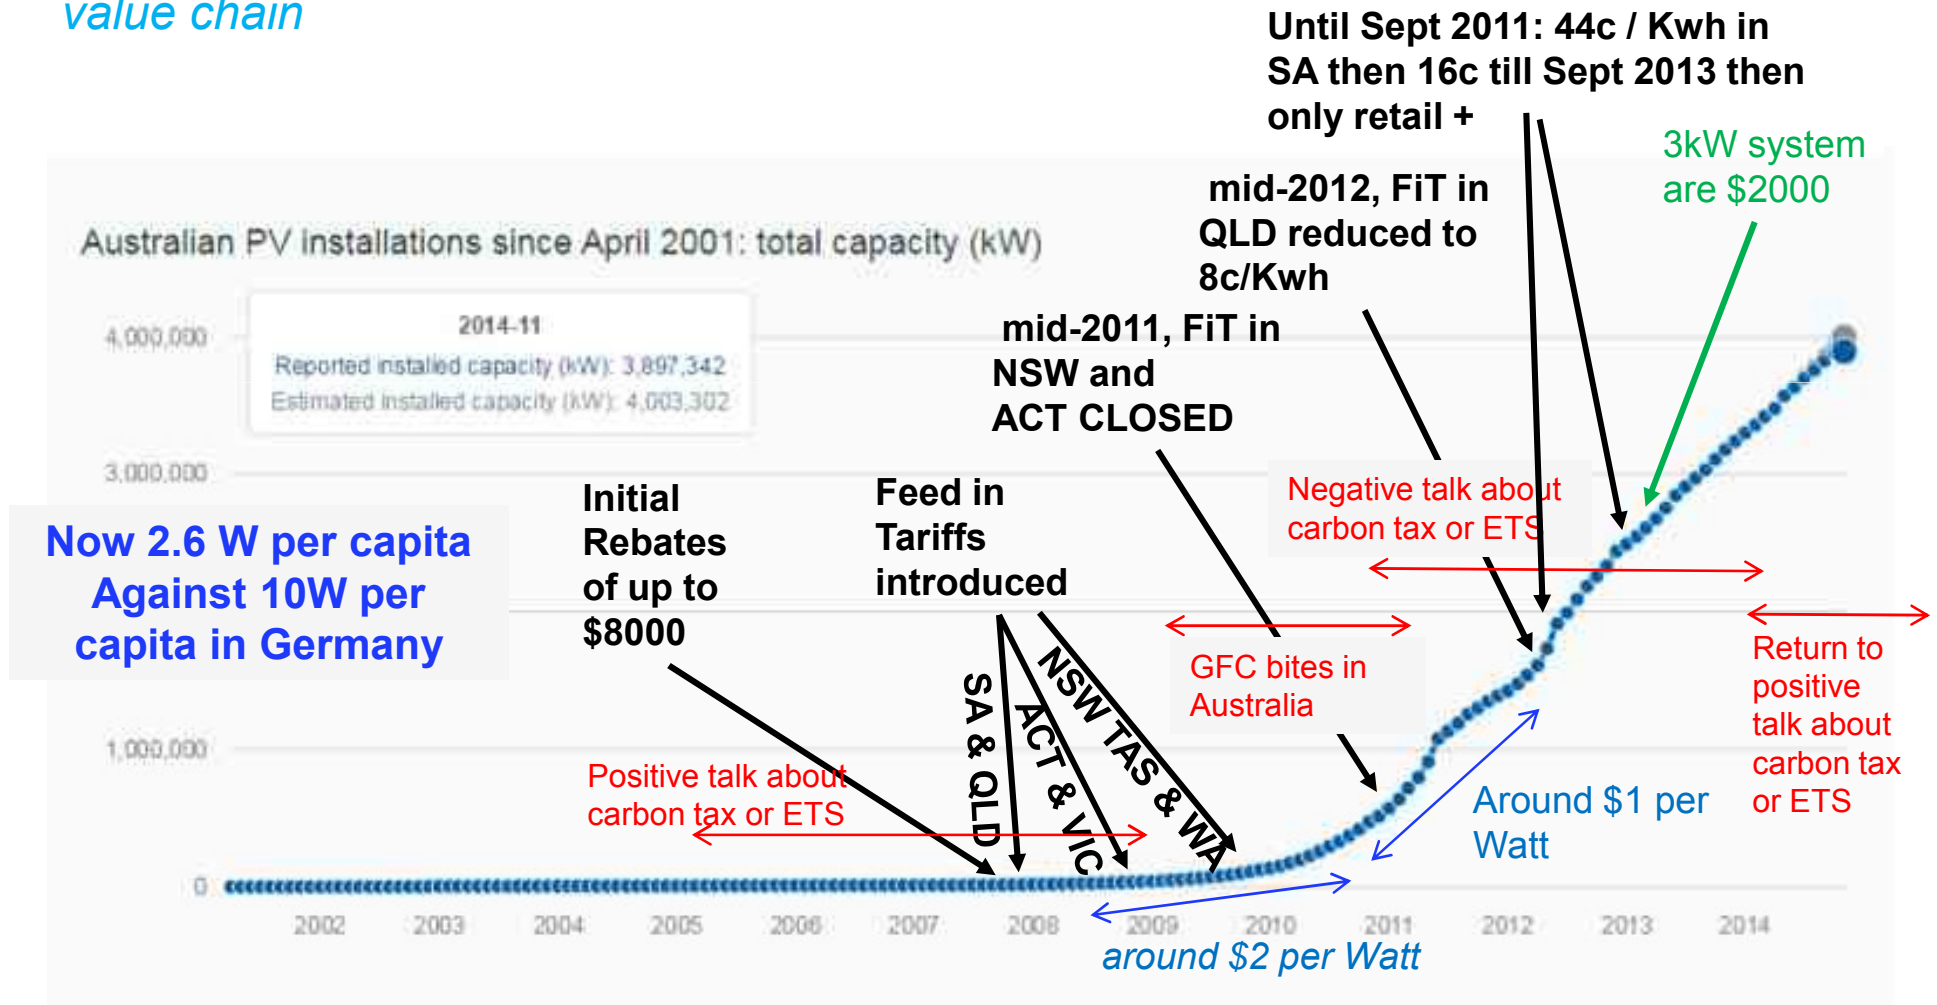 value chain
Until Sept 2011: 44c / Kwh in
SA then 16c till Sept 2013 then
only retail +
3kW system
are $2000
mid-2012, FiT in
QLD reduced to
8c/Kwh
Australian PV installations since April 2001: total capacity (kW)
2014-11
Reported installed capacity (kW): 3,897,342
Estimated installed capacity (kW): 4,003,302
mid-2011, FiT in
NSW and
ACT CLOSED
4,000,000
3,000,000
1,000,000
0
Now 2.6 W per capita
Against 10W per
capita in Germany
Initial
Rebates
of up to
$8000
Feed in
Tariffs
introduced
Negative talk about
carbon tax or ETS
GFC bites in
Australia
Return to
positive
talk about
carbon tax
or ETS
SA & QLD
ACT & VIC
NSW TAS & WA
Positive talk about
carbon tax or ETS
Around $1 per
Watt
2002 2003 2004 2005 2006 2007 2008 2009 2010 2011 2012 2013 2014
around $2 per Watt